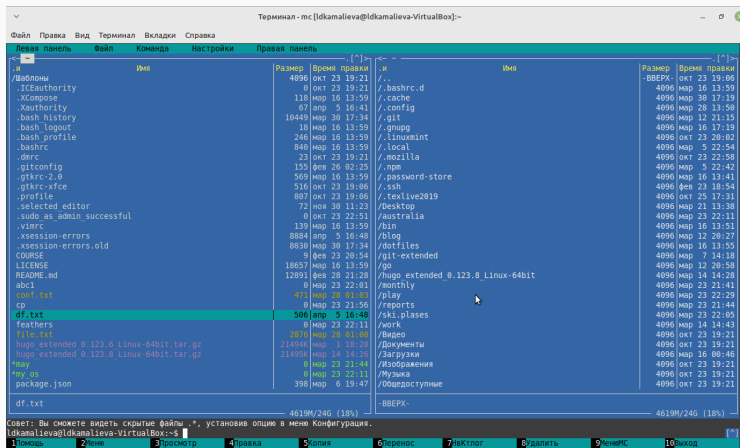 Терминал - mc [ldkamalieva@ldkamalieva-VirtualBox]:~
Файл Правка Вид Терминал Вкладки Справка
Левая панель Файл Команда Настройки Правая панель
<- ~ .[^]> <- ~ .[^]>
.и Имя Размер Время правки .и Имя Размер Время правки
/Шаблоны 4096 окт 23 19:21 /.. -ВВЕРХ- окт 23 19:06
.ICEauthority 0 окт 23 19:21 /.bashrc.d 4096 мар 16 13:59
.XCompose 118 мар 16 13:59 /.cache 4096 мар 30 17:19
.Xauthority 67 апр 5 16:41 /.config 4096 мар 28 13:50
.bash_history 10449 мар 30 17:34 /.git 4096 мар 12 21:15
.bash_logout 18 мар 16 13:59 /.gnupg 4096 мар 16 17:19
.bash_profile 246 мар 16 13:59 /.linuxmint 4096 окт 23 20:02
.bashrc 840 мар 16 13:59 /.local 4096 мар 5 22:54
.dmrc 23 окт 23 19:21 /.mozilla 4096 окт 23 22:58
.gitconfig 155 фев 26 02:25 /.npm 4096 мар 5 22:42
.gtkrc-2.0 569 мар 16 13:59 /.password-store 4096 мар 16 13:41
.gtkrc-xfce 516 окт 23 19:06 /.ssh 4096 фев 23 18:54
.profile 807 окт 23 19:06 /.texlive2019 4096 окт 25 17:31
.selected_editor 72 ноя 30 11:23 /Desktop 4096 мар 21 13:38
.sudo_as_admin_successful 0 окт 23 22:51 /australia 4096 мар 23 22:11
.vimrc 139 мар 16 13:59 /bin 4096 мар 16 13:51
.xsession-errors 8884 апр 5 16:48 /blog 4096 мар 12 20:27
.xsession-errors.old 8030 мар 30 17:34 /dotfiles 4096 мар 16 13:55
COURSE 9 фев 23 20:54 /git-extended 4096 мар 7 14:18
LICENSE 18657 мар 16 13:59 /go 4096 мар 12 20:58
README.md 12891 фев 28 21:28 /hugo_extended_0.123.8_Linux-64bit 4096 мар 14 14:28
abc1 0 мар 23 22:01 /monthly 4096 мар 23 21:41
conf.txt 471 мар 28 01:03 /play 4096 мар 23 22:29
cp 0 мар 23 21:56 /reports 4096 мар 23 21:44
df.txt 506 апр 5 16:48 /ski.plases 4096 мар 23 22:05
feathers 0 мар 23 22:11 /work 4096 мар 14 14:43
file.txt 2876 мар 28 01:00 /Видео 4096 окт 23 19:21
hugo_extended_0.123.6_Linux-64bit.tar.gz 21494K мар 1 18:28 /Документы 4096 окт 23 19:21
hugo_extended_0.123.8_Linux-64bit.tar.gz 21495K мар 14 14:26 /Загрузки 4096 мар 16 00:46
*may 0 мар 23 21:44 /Изображения 4096 окт 23 19:21
*my_os 0 мар 23 22:11 /Музыка 4096 окт 23 19:21
package.json 398 мар 6 19:47 /Общедоступные 4096 окт 23 19:21
df.txt -ВВЕРХ-
4619M/24G (18%) 4619M/24G (18%)
Совет: Вы сможете видеть скрытые файлы .*, установив опцию в меню Конфигурация.
ldkamalieva@ldkamalieva-VirtualBox:~$ [^]
1Помощь 2Меню 3Просмотр 4Правка 5Копия 6Перенос 7НвКтлог 8Удалить 9МенюMC 10Выход